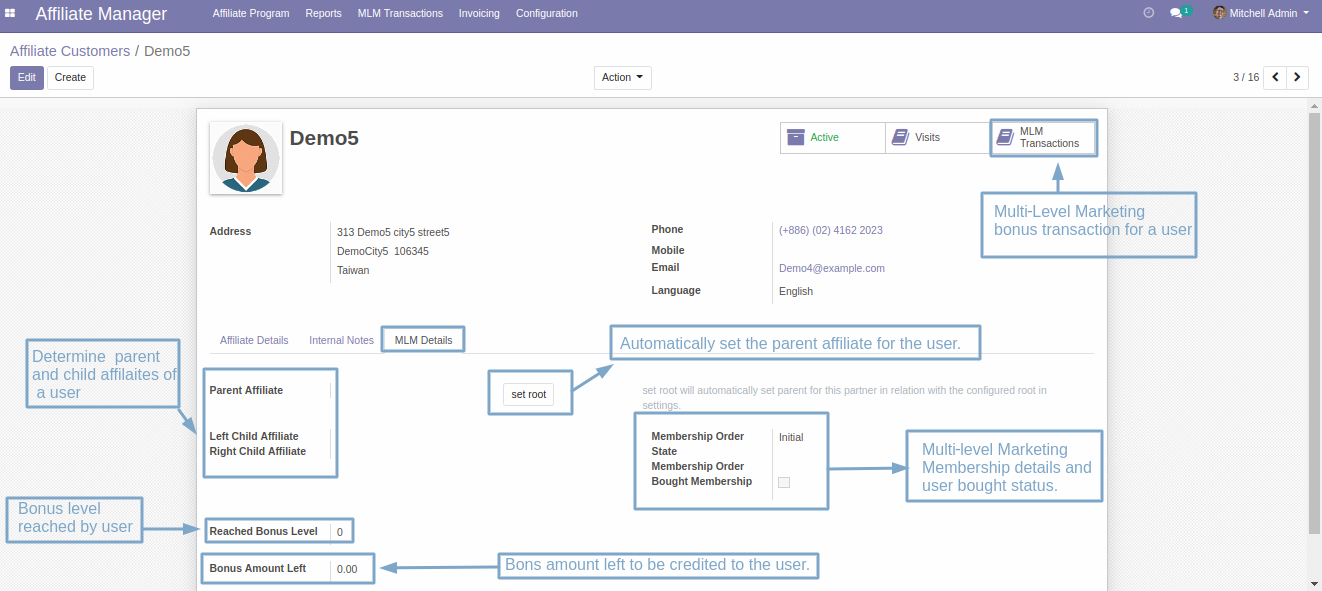 Affiliate Manager Affiliate Program Reports MLM Transactions Invoicing Configuration 1 Mitchell Admin
Affiliate Customers / Demo5
Edit Create Action 3 / 16
Demo5
Active Visits MLM
Transactions
Multi-Level Marketing
bonus transaction for a user
Address 313 Demo5 city5 street5
DemoCity5 106345
Taiwan
Phone (+886) (02) 4162 2023
Mobile
Email Demo4@example.com
Language English
Affiliate Details Internal Notes MLM Details
Automatically set the parent affiliate for the user.
Determine parent
and child affilaites of
a user
Parent Affiliate
set root
set root will automatically set parent for this partner in relation with the configured root in
settings.
Left Child Affiliate
Right Child Affiliate
Membership Order Initial
State
Membership Order
Bought Membership
Multi-level Marketing
Membership details and
user bought status.
Bonus level
reached by user
Reached Bonus Level 0
Bonus Amount Left 0.00
Bons amount left to be credited to the user.